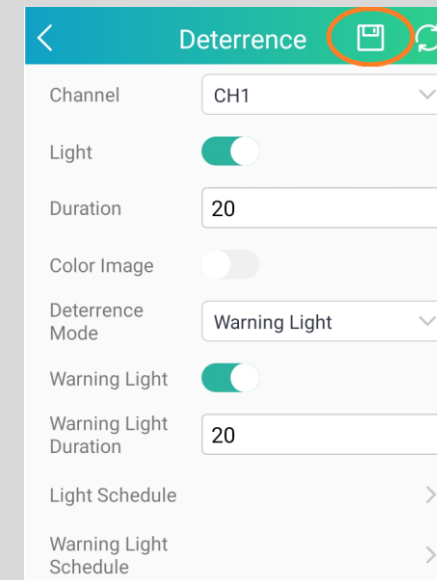 Deterrence
Channel
CH1
Light
Duration
20
Color Image
Deterrence
Mode
Warning Light
Warning Light
Warning Light
Duration
20
Light Schedule
Warning Light
Schedule